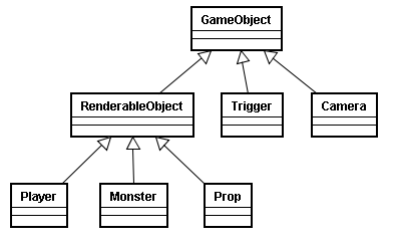 GameObject
RenderableObject
Trigger
Camera
Player
Monster
Prop